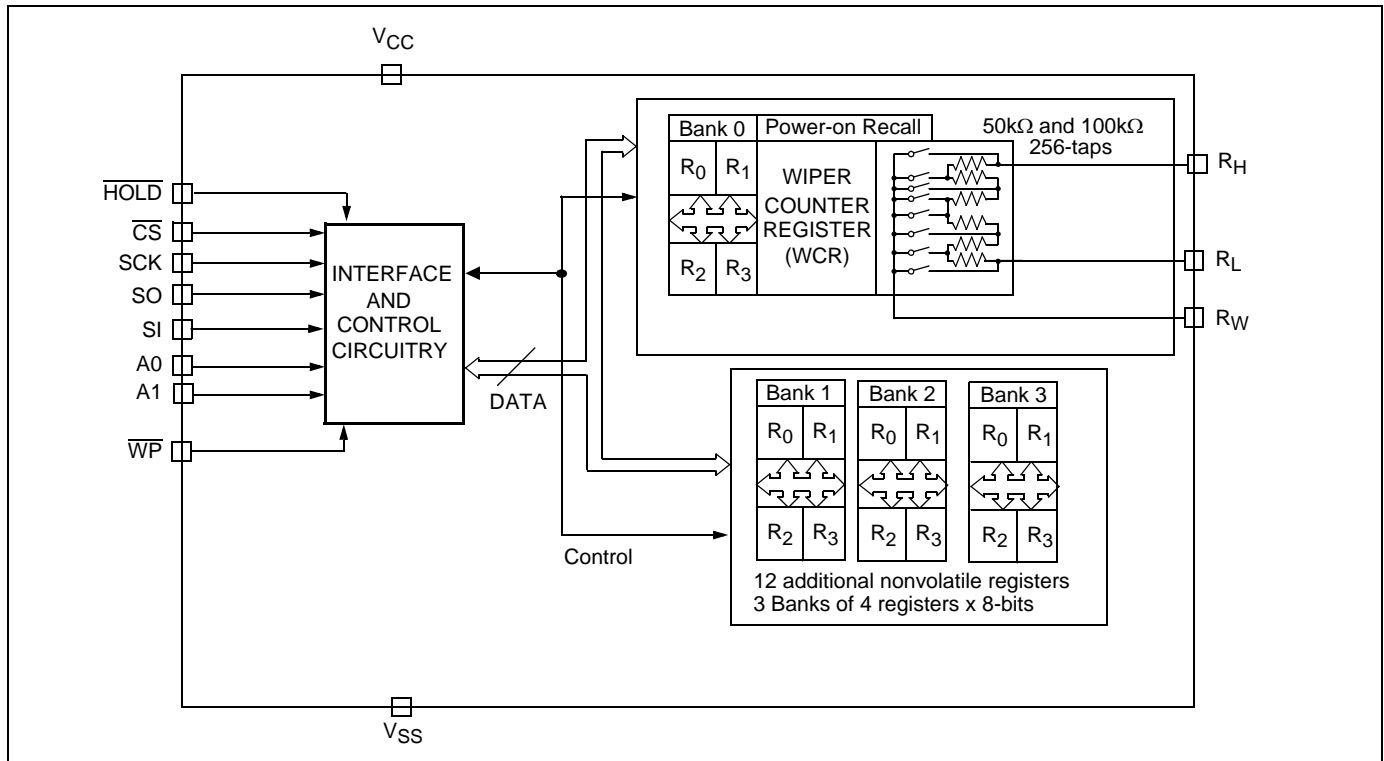 VCC
Bank 0 Power-on Recall
50kΩ and 100kΩ
256-taps
R0 R1
R2 R3
WIPER
COUNTER
REGISTER
(WCR)
RH
RL
RW
HOLD
CS
SCK
SO
SI
A0
A1
WP
INTERFACE
AND
CONTROL
CIRCUITRY
DATA
Control
Bank 1
R0 R1
R2 R3
Bank 2
R0 R1
R2 R3
Bank 3
R0 R1
R2 R3
12 additional nonvolatile registers
3 Banks of 4 registers x 8-bits
VSS